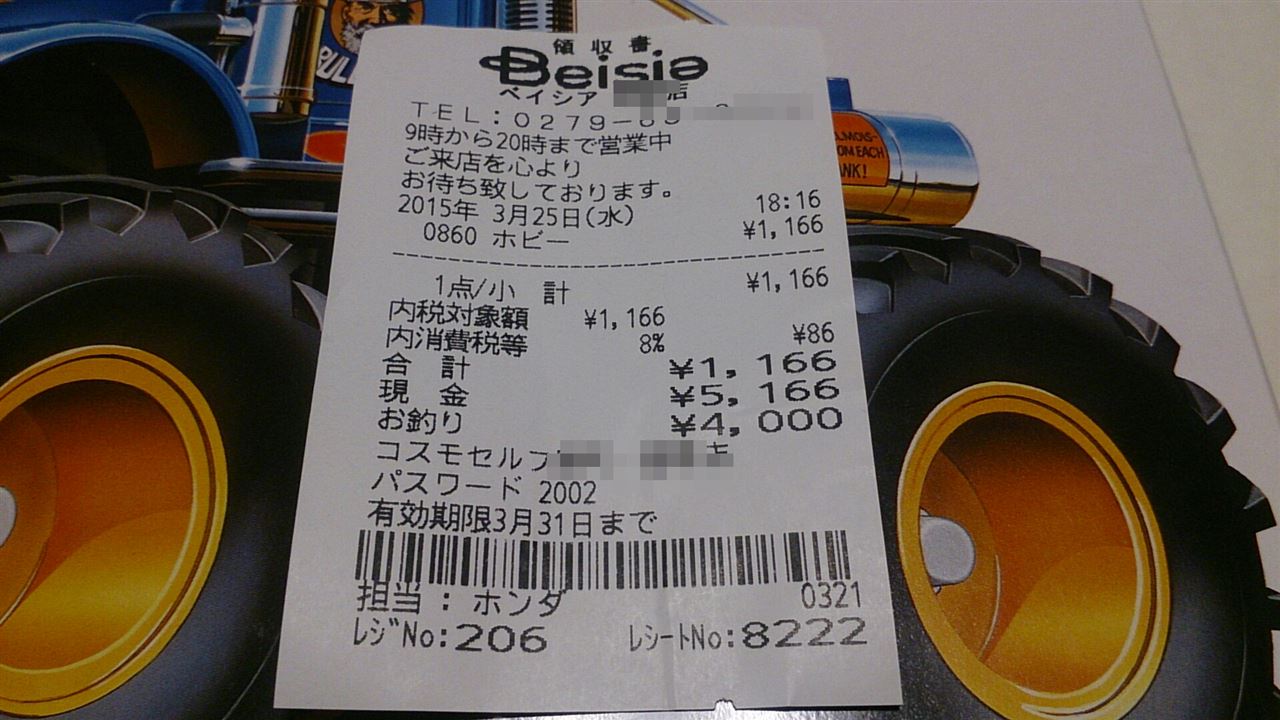 領収書
Beisia
ベイシア 店
TEL:0279-
9時から20時まで営業中
ご来店を心より
お待ち致しております。
2015年 3月25日(水) 18:16
0860 ホビー ¥1,166
1点/小 計 ¥1,166
内税対象額 ¥1,166
内消費税等 8% ¥86
合 計 ¥1,166
現 金 ¥5,166
お釣り ¥4,000
コスモセルフ
パスワード 2002
有効期限3月31日まで
担当 : ホンダ 0321
レジNo:206 レシートNo:8222
BULL
OM EACH